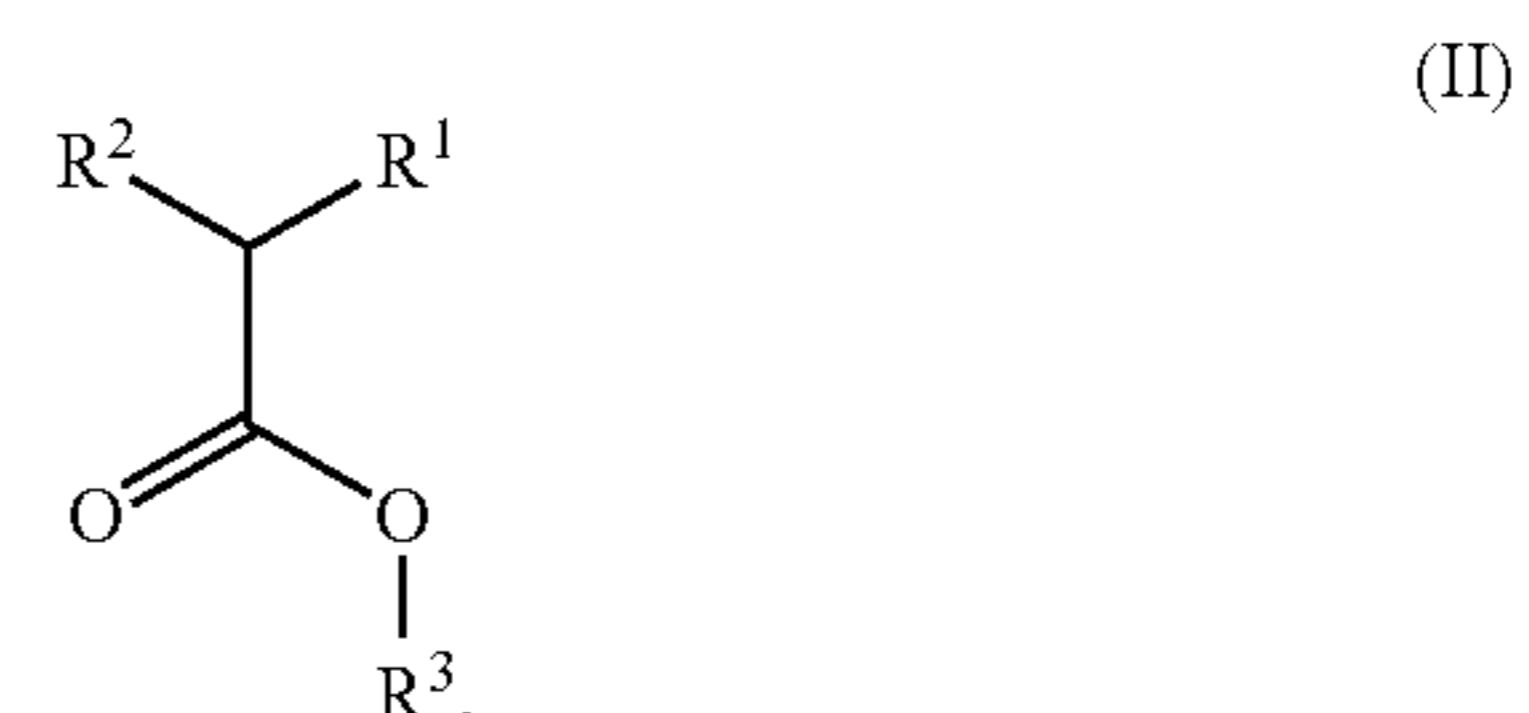 (II)
R² R¹
O O
R³,